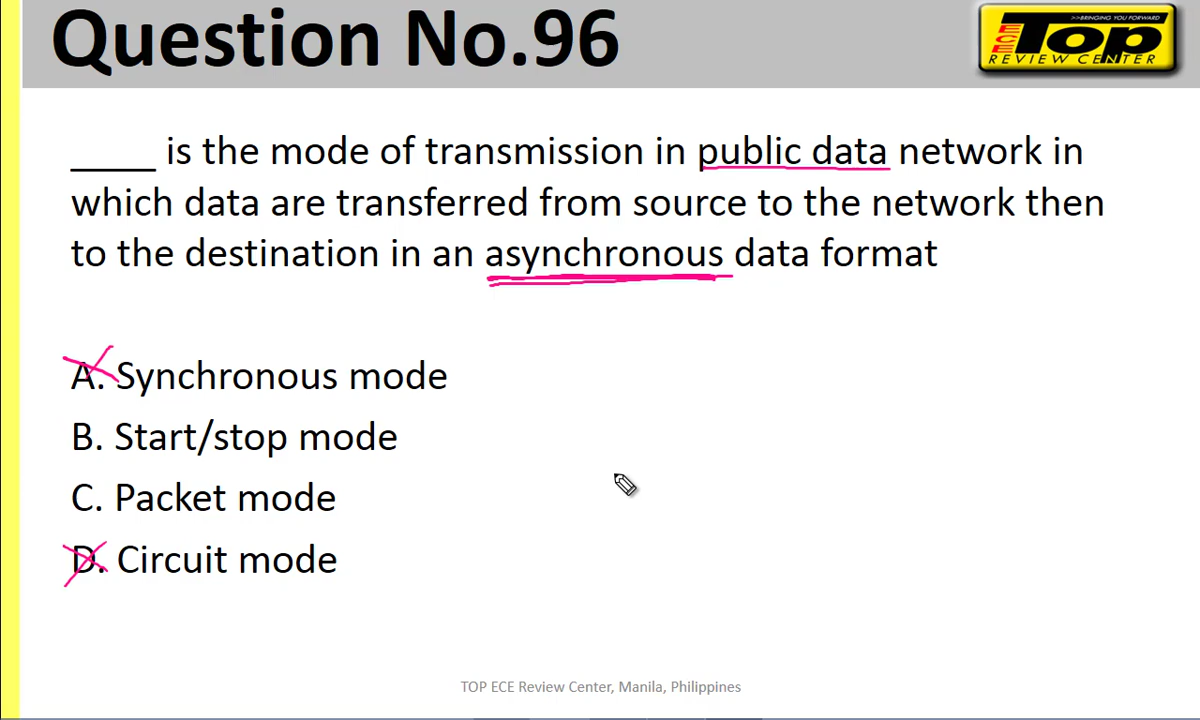 Question No.96
>>BRINGING YOU FORWARD
ECE
Top
REVIEW CENTER
____ is the mode of transmission in public data network in
which data are transferred from source to the network then
to the destination in an asynchronous data format
A. Synchronous mode
B. Start/stop mode
C. Packet mode
D. Circuit mode
TOP ECE Review Center, Manila, Philippines